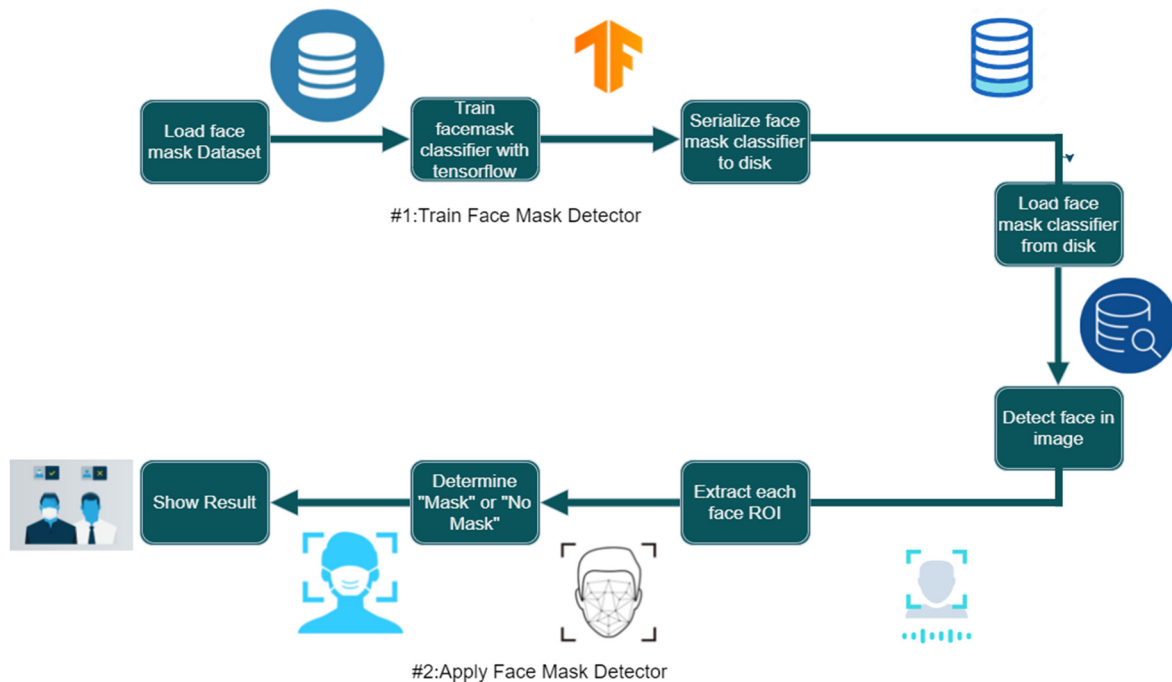 Load face
mask Dataset
Train
facemask
classifier with
tensorflow
Serialize face
mask classifier
to disk
#1:Train Face Mask Detector
Load face
mask classifier
from disk
Detect face in
image
Extract each
face ROI
Determine
"Mask" or "No
Mask"
Show Result
#2:Apply Face Mask Detector